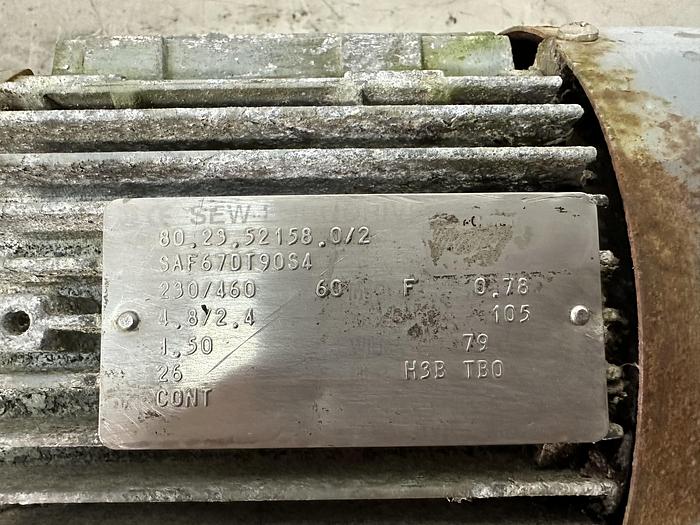 SEW
80.23.52158.0/2
SAF67DT90S4
230/460 60 F 0.78
4.8/2.4 105
1.50 79
26 H3B TBO
CONT